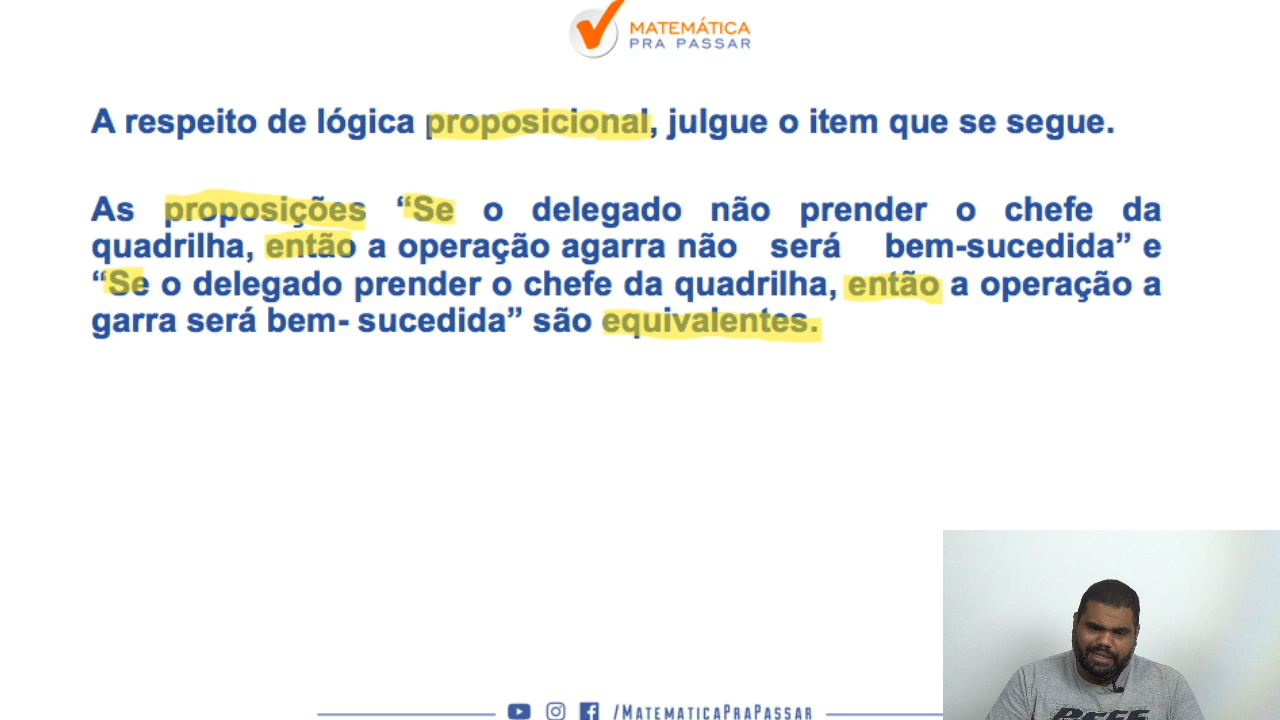 MATEMÁTICA
PRA PASSAR
A respeito de lógica proposicional, julgue o item que se segue.
As proposições “Se o delegado não prender o chefe da
quadrilha, então a operação agarra não será bem-sucedida” e
“Se o delegado prender o chefe da quadrilha, então a operação a
garra será bem- sucedida” são equivalentes.
/MATEMATICAPRAPASSAR